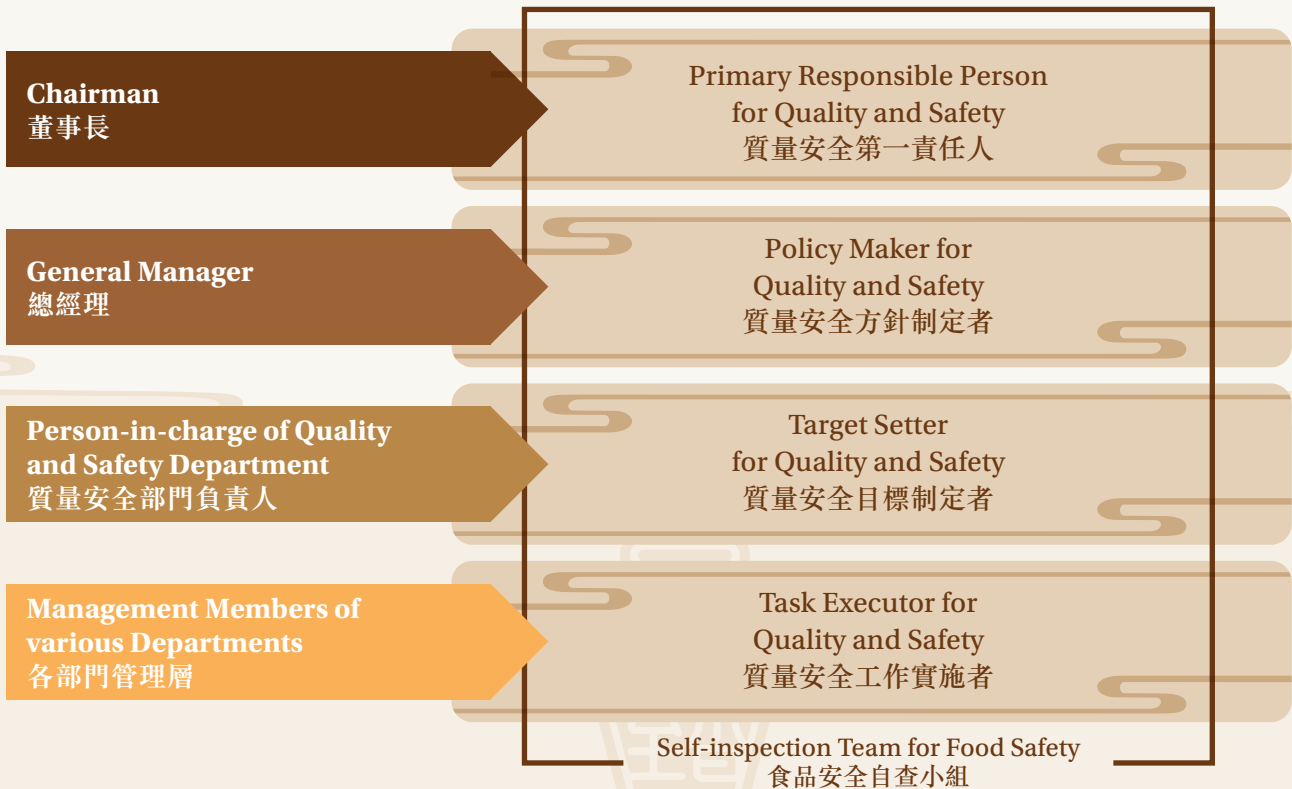 Chairman
董事長
Primary Responsible Person
for Quality and Safety
質量安全第一責任人
General Manager
總經理
Policy Maker for
Quality and Safety
質量安全方針制定者
Person-in-charge of Quality
and Safety Department
質量安全部門負責人
Target Setter
for Quality and Safety
質量安全目標制定者
Management Members of
various Departments
各部門管理層
Task Executor for
Quality and Safety
質量安全工作實施者
Self-inspection Team for Food Safety
食品安全自查小組